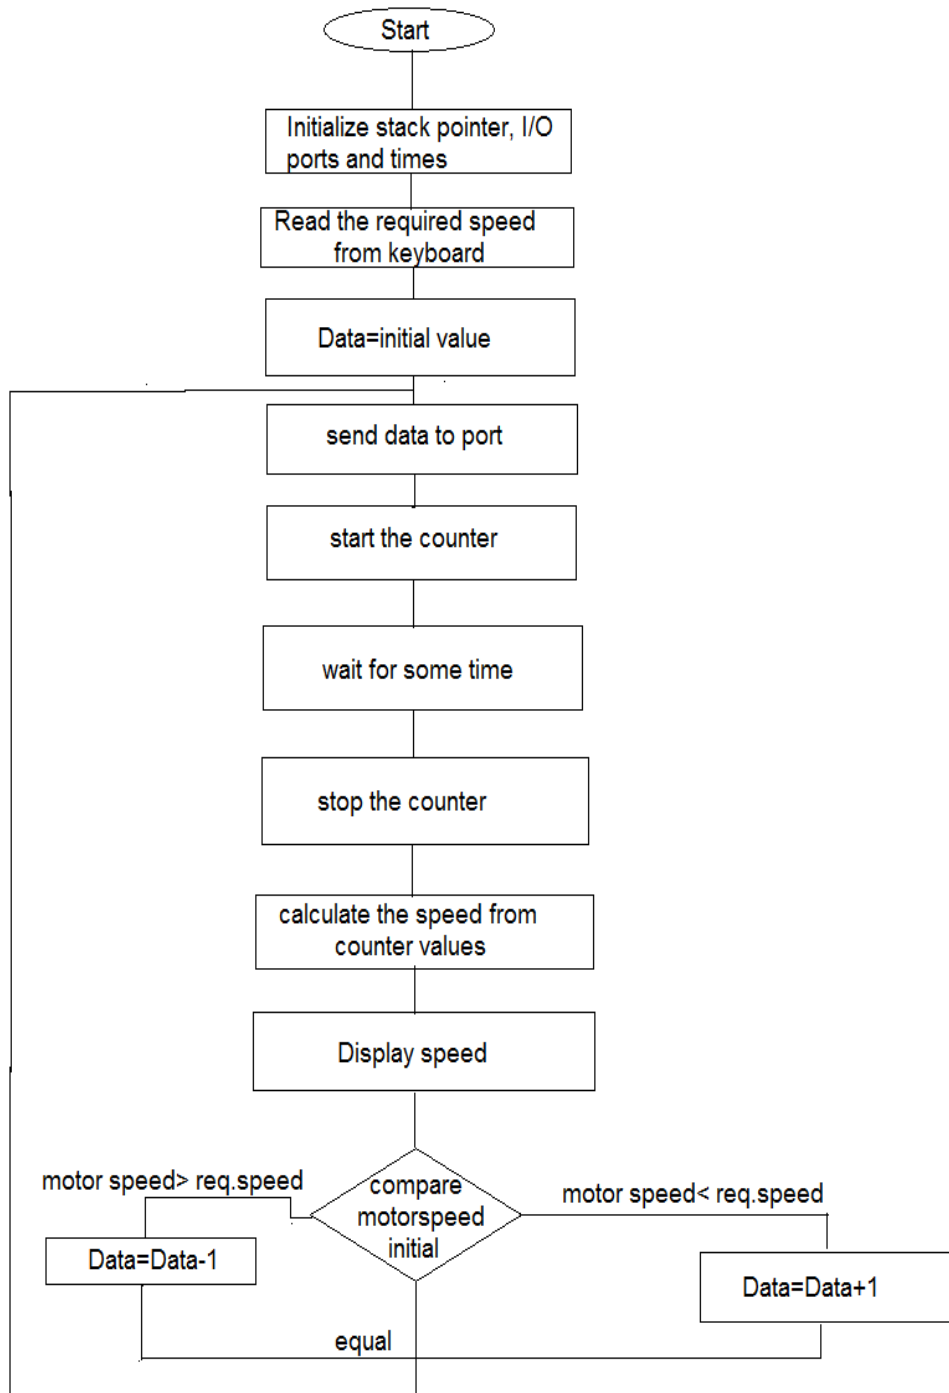 Start
Initialize stack pointer, I/O
ports and times
Read the required speed
from keyboard
Data=initial value
send data to port
start the counter
wait for some time
stop the counter
calculate the speed from
counter values
Display speed
motor speed> req.speed
compare
motorspeed
initial
motor speed< req.speed
Data=Data-1
Data=Data+1
equal